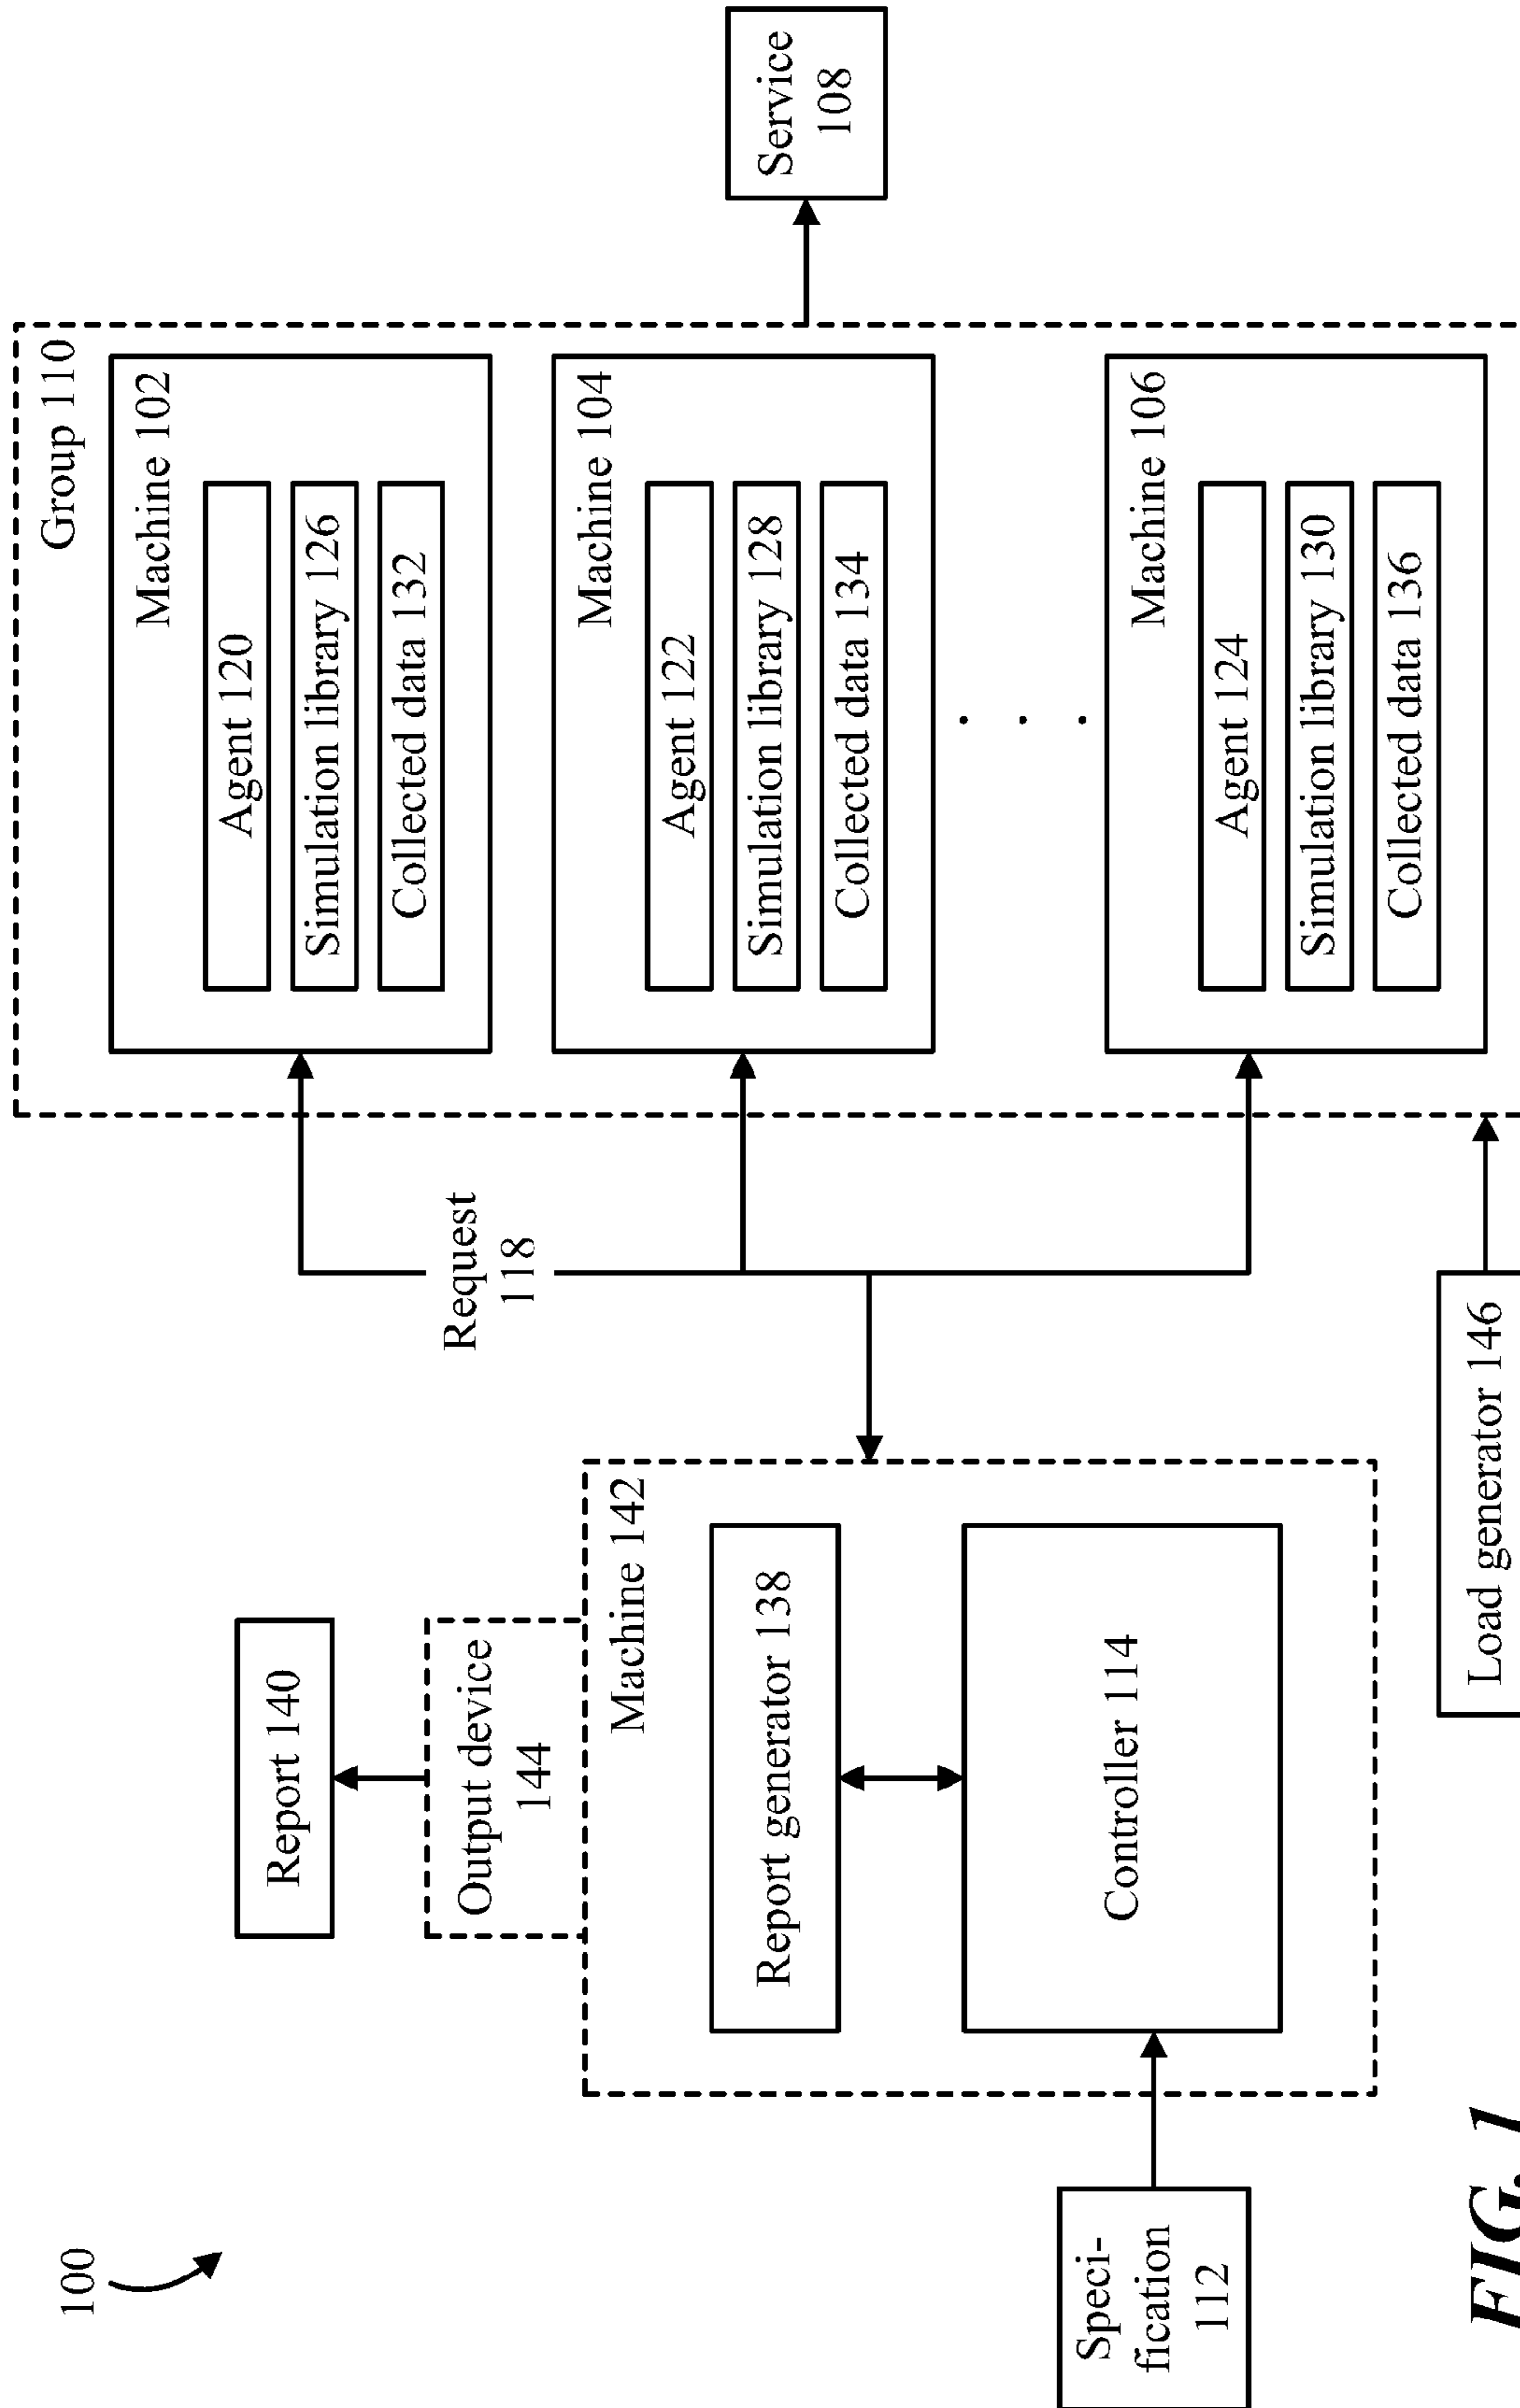 100
Speci-
fication
112
Report 140
Output device
144
Machine 142
Report generator 138
Controller 114
Request
118
Load generator 146
Group 110
Machine 102
Agent 120
Simulation library 126
Collected data 132
Machine 104
Agent 122
Simulation library 128
Collected data 134
. . .
Machine 106
Agent 124
Simulation library 130
Collected data 136
Service
108
FIG. 1